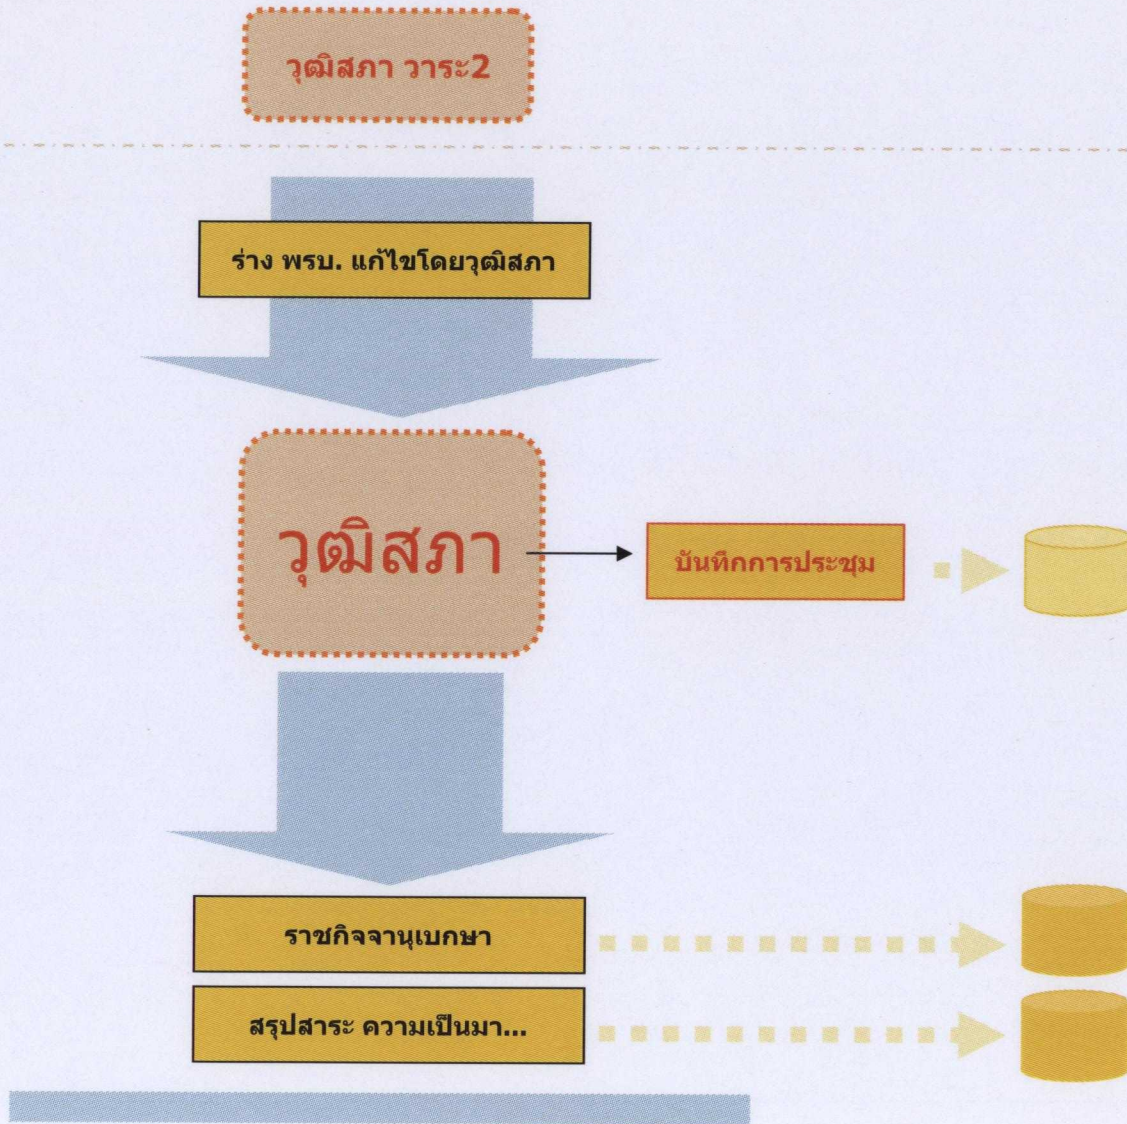 วุฒิสภา วาระ2
ร่าง พรบ. แก้ไขโดยวุฒิสภา
วุฒิสภา
บันทึกการประชุม
ราชกิจจานุเบกษา
สรุปสาระ ความเป็นมา...